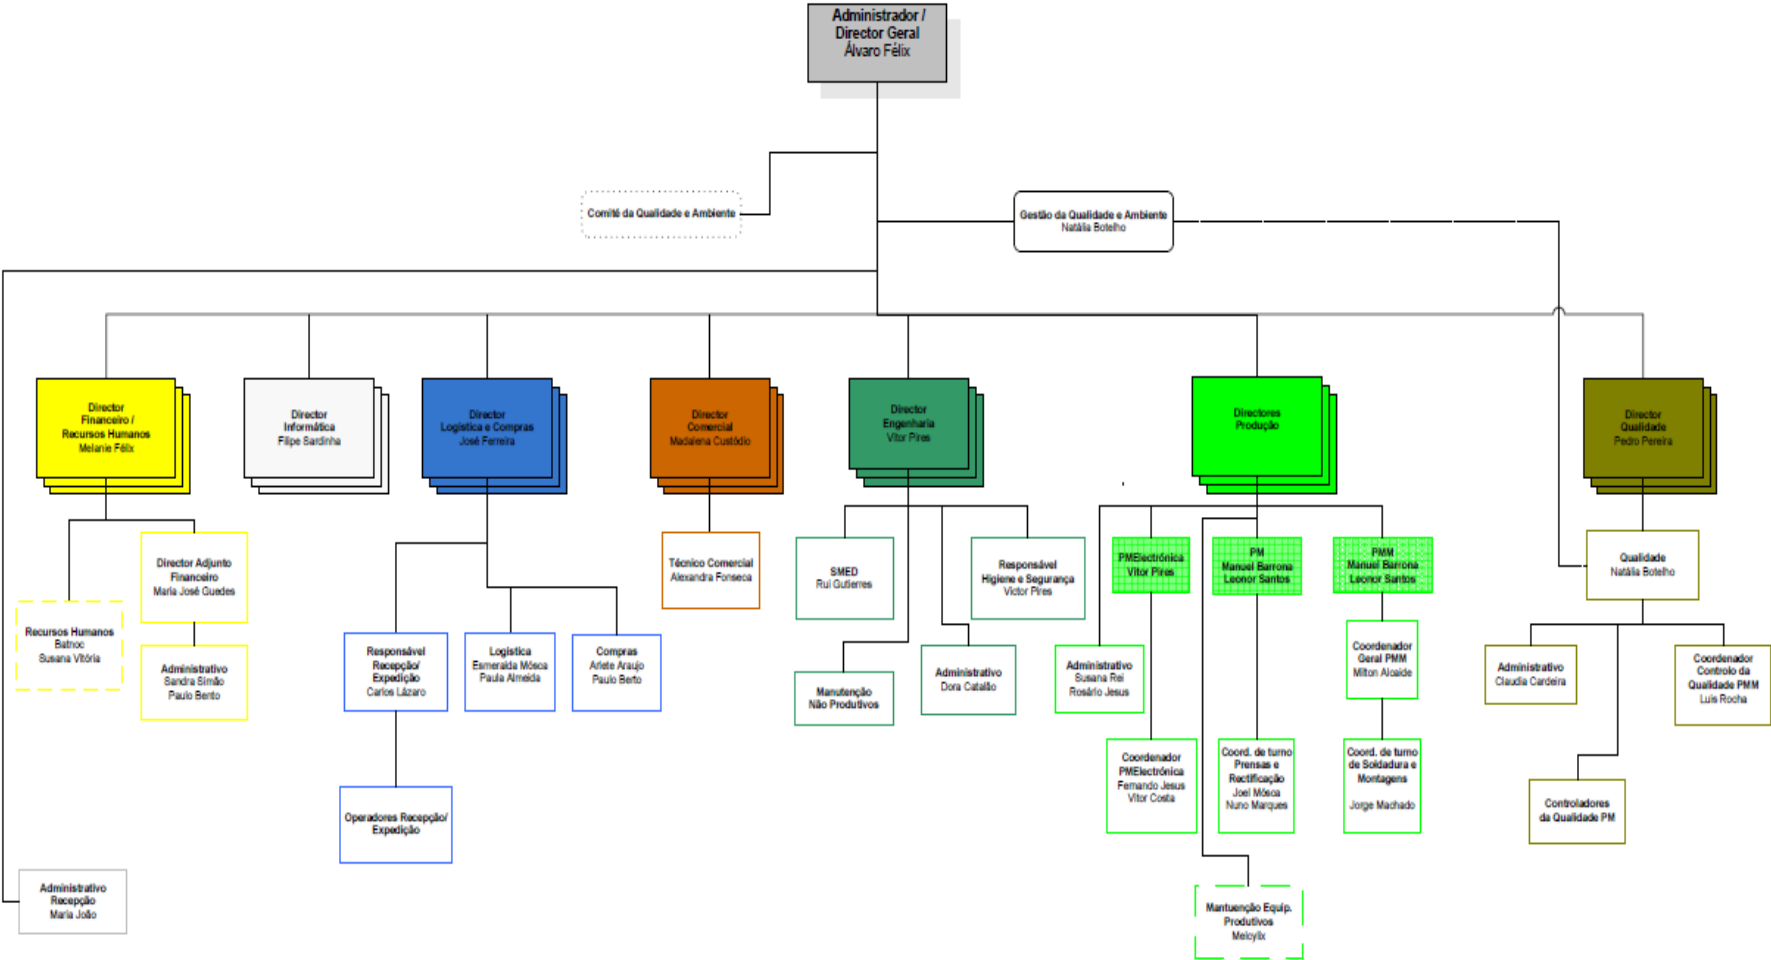 Administrador /
Director Geral
Álvaro Félix
Comité da Qualidade e Ambiente
Gestão da Qualidade e Ambiente
Natália Botelho
Director
Financeiro /
Recursos Humanos
Melanie Félix
Director
Informática
Filipe Sardinha
Director
Logística e Compras
José Ferreira
Director
Comercial
Madalena Custódio
Director
Engenharia
Vítor Pires
Directores
Produção
Director
Qualidade
Pedro Pereira
Recursos Humanos
Batnoc
Susana Vitória
Director Adjunto
Financeiro
Maria José Guedes
Administrativo
Sandra Simão
Paulo Bento
Responsável
Recepção/
Expedição
Carlos Lázaro
Logística
Esmeralda Mósca
Paula Almeida
Compras
Arlete Araujo
Paulo Berto
Operadores Recepção/
Expedição
Técnico Comercial
Alexandra Fonseca
SMED
Rui Gutierres
Responsável
Higiene e Segurança
Victor Pires
Manutenção
Não Produtivos
Administrativo
Dora Catalão
PMElectrónica
Vitor Pires
PM
Manuel Barrona
Leonor Santos
PMM
Manuel Barrona
Leonor Santos
Administrativo
Susana Rei
Rosário Jesus
Coordenador
Geral PMM
Milton Alcaide
Coordenador
PMElectrónica
Fernando Jesus
Vitor Costa
Coord. de turno
Prensas e
Rectificação
Joel Mósca
Nuno Marques
Coord. de turno
de Soldadura e
Montagens
Jorge Machado
Mantuenção Equip.
Produtivos
Meloylix
Qualidade
Natália Botelho
Administrativo
Claudia Cardeira
Coordenador
Controlo da
Qualidade PMM
Luis Rocha
Controladores
da Qualidade PM
Administrativo
Recepção
Maria João